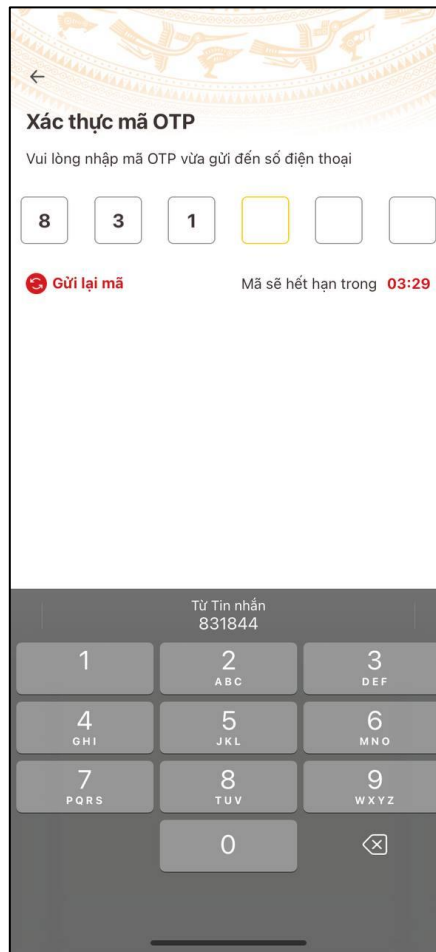 Xác thực mã OTP
Vui lòng nhập mã OTP vừa gửi đến số điện thoại
8 3 1
Gửi lại mã Mã sẽ hết hạn trong 03:29
Từ Tin nhắn
831844
1 2 3
ABC DEF
4 5 6
GHI JKL MNO
7 8 9
PQRS TUV WXYZ
0